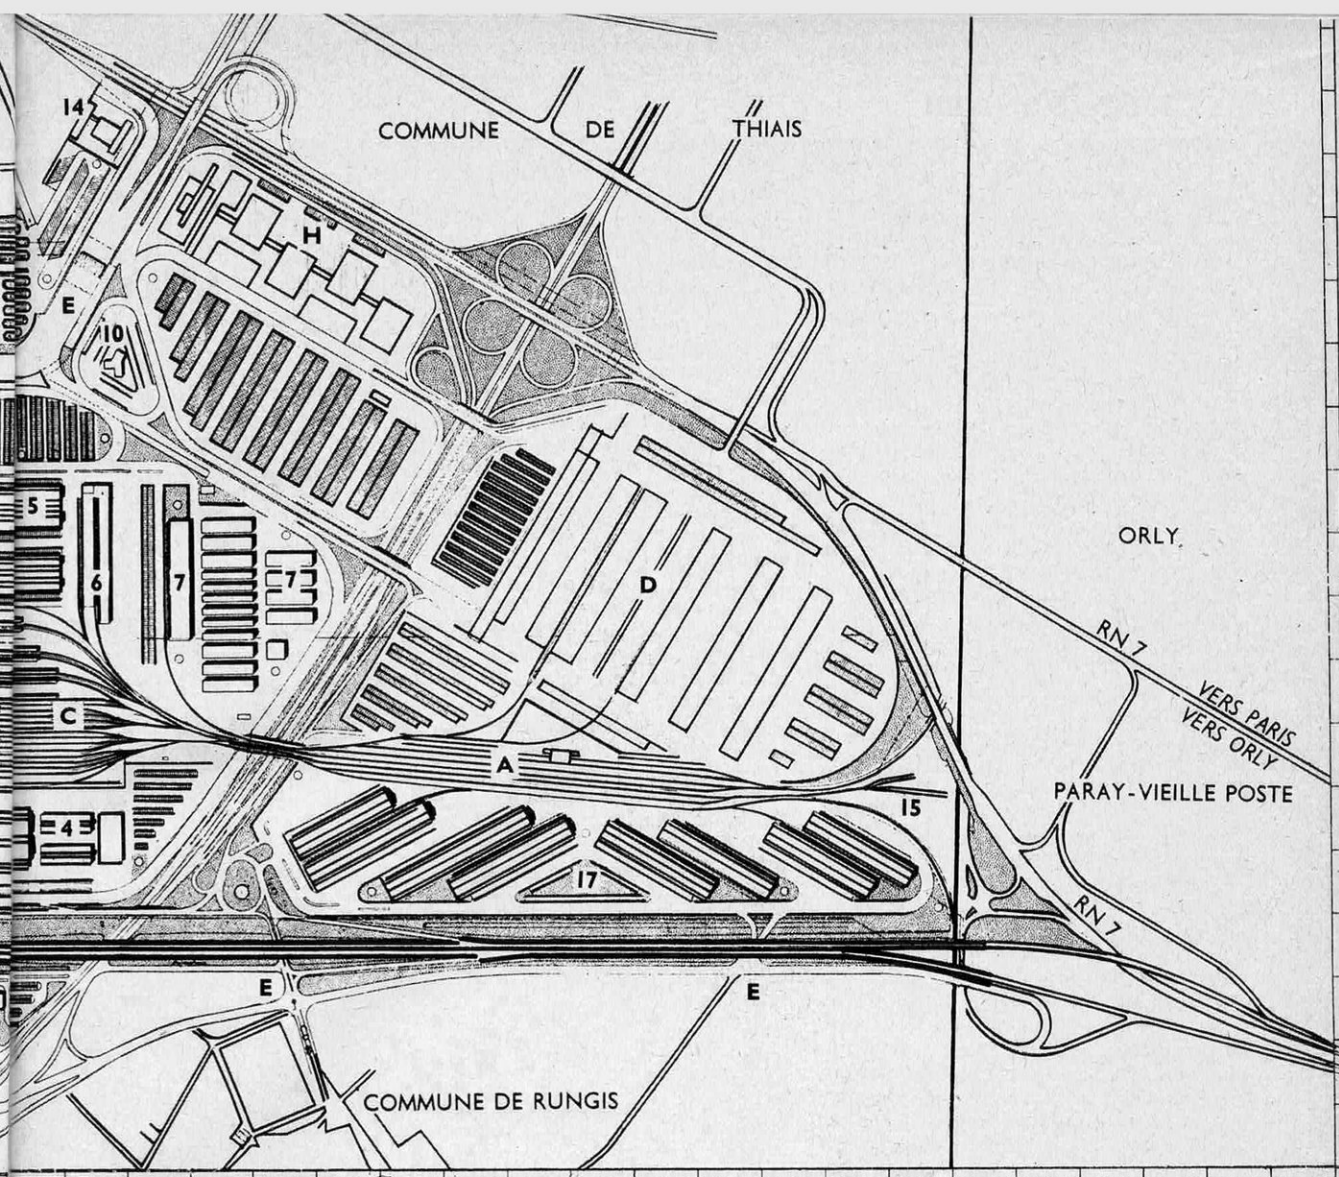 14
COMMUNE DE THIAIS
H
E
10
5
6
7
7
D
ORLY
RN 7
VERS PARIS
VERS ORLY
C
A
15
PARAY-VIEILLE POSTE
4
17
RN 7
E
E
COMMUNE DE RUNGIS